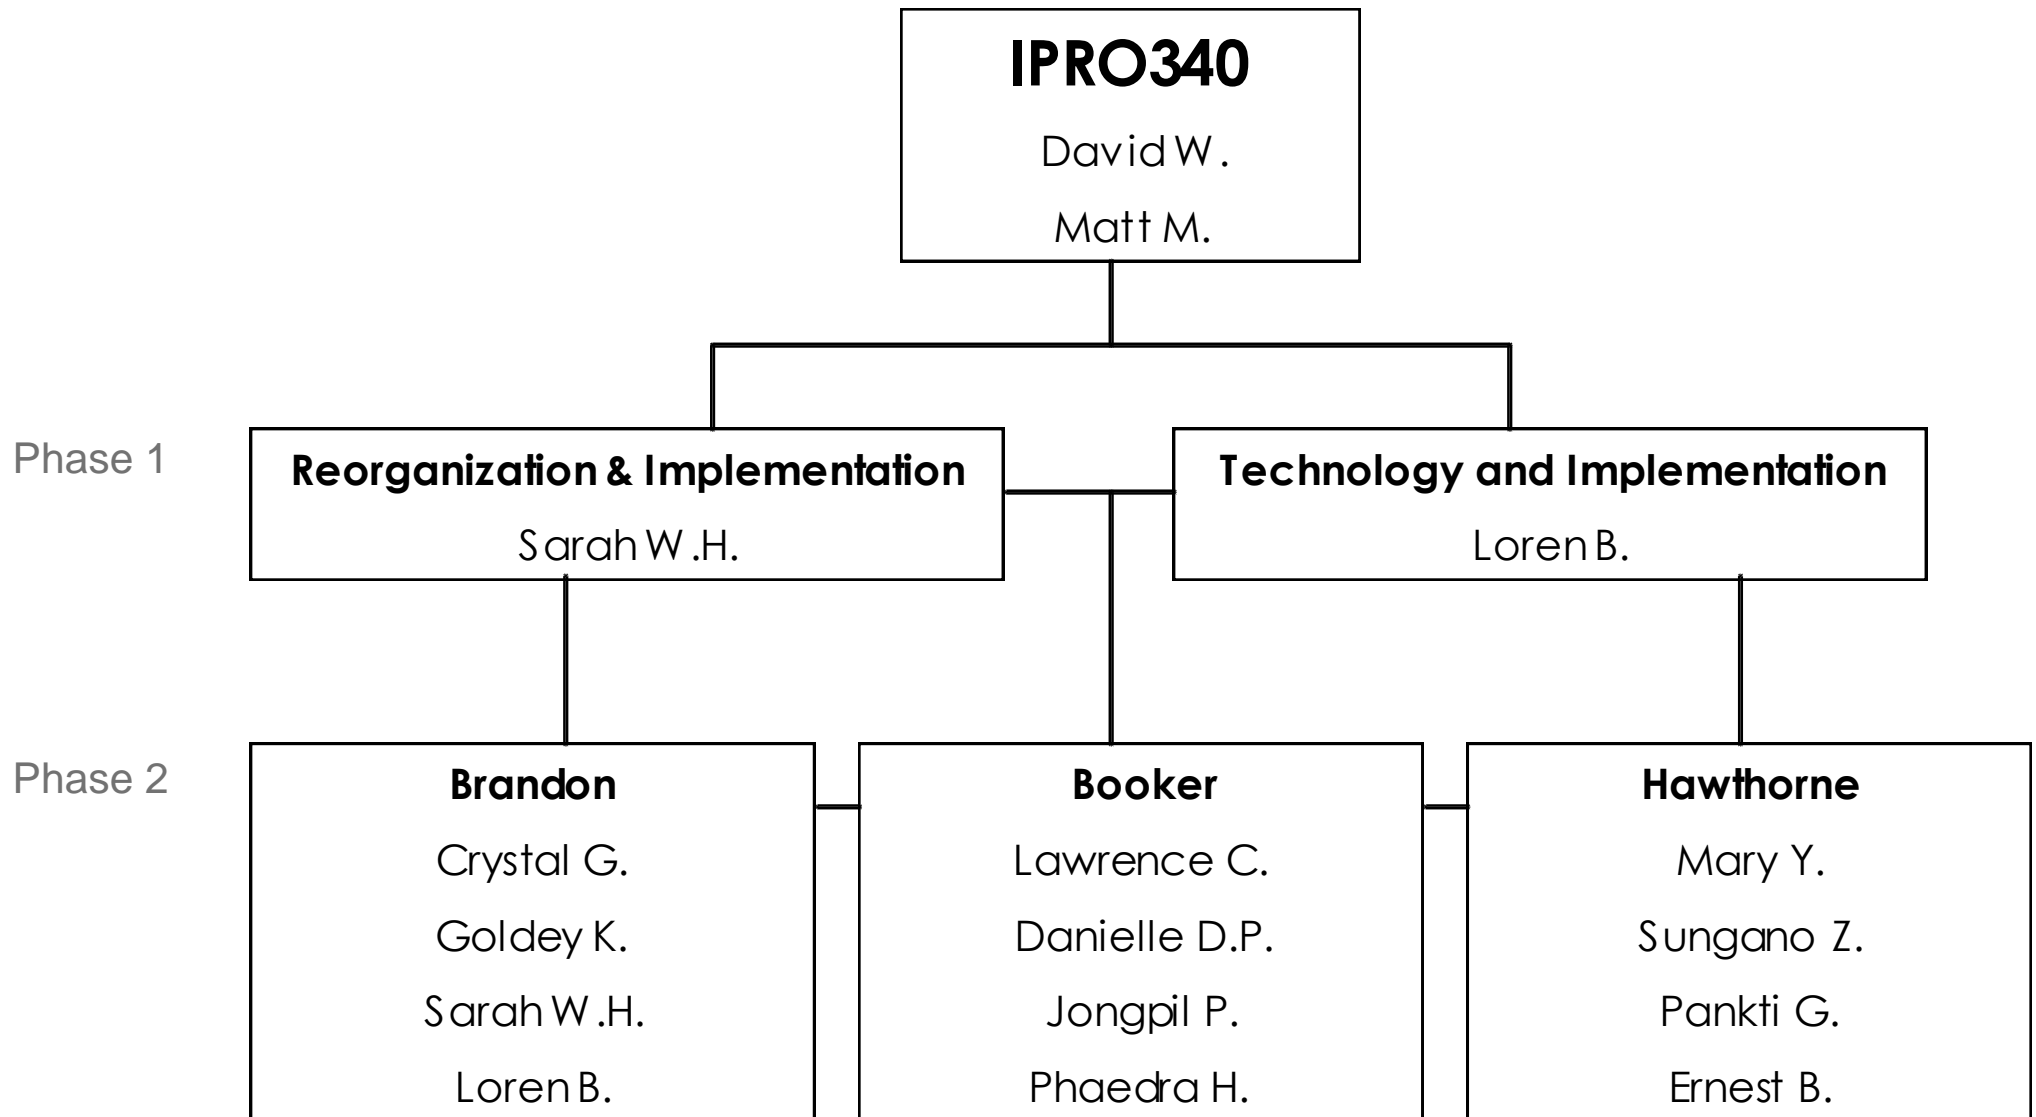 IPRO340
David W.
Matt M.
Phase 1
Reorganization & Implementation
Sarah W.H.
Technology and Implementation
Loren B.
Phase 2
Brandon
Crystal G.
Goldey K.
Sarah W.H.
Loren B.
Booker
Lawrence C.
Danielle D.P.
Jongpil P.
Phaedra H.
Hawthorne
Mary Y.
Sungano Z.
Pankti G.
Ernest B.